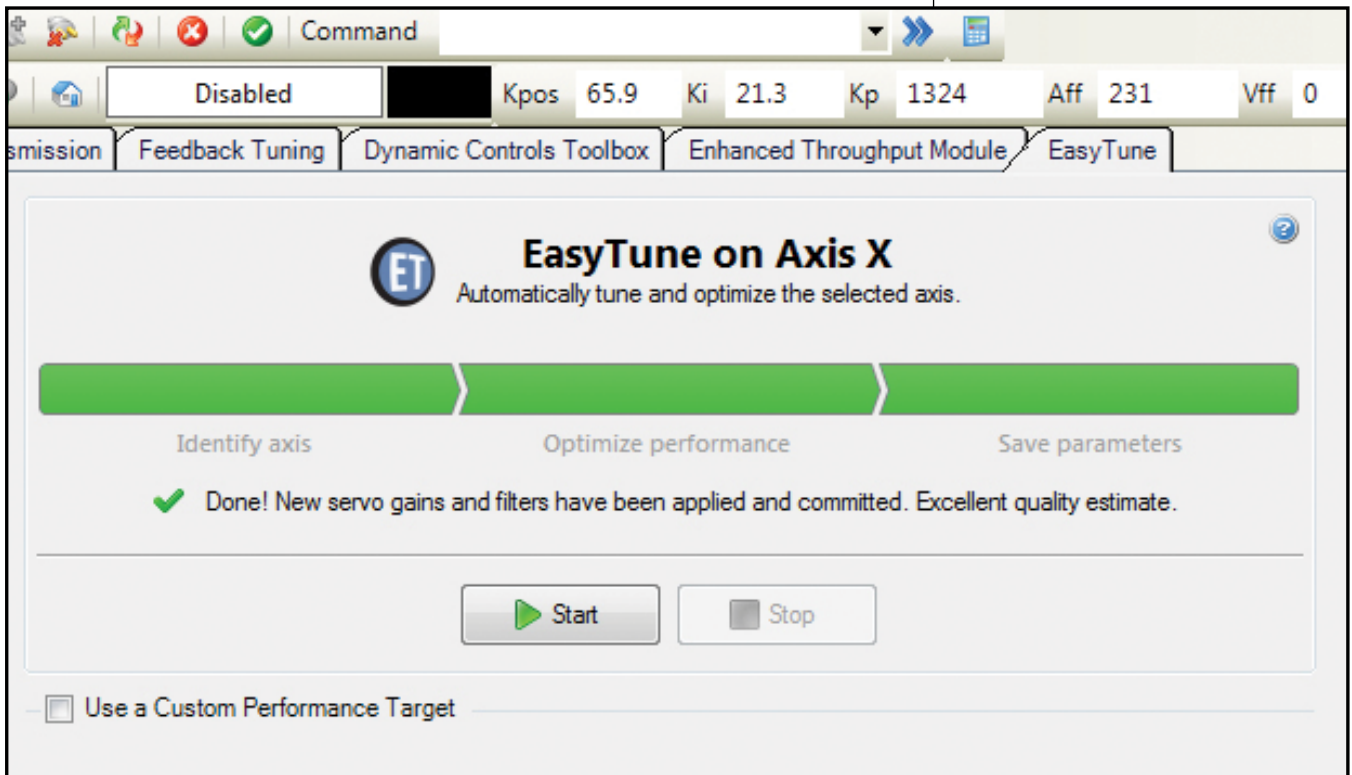 Command
Disabled Kpos 65.9 Ki 21.3 Kp 1324 Aff 231 Vff 0
smission Feedback Tuning Dynamic Controls Toolbox Enhanced Throughput Module EasyTune
ET EasyTune on Axis X
Automatically tune and optimize the selected axis.
Identify axis Optimize performance Save parameters
Done! New servo gains and filters have been applied and committed. Excellent quality estimate.
Start Stop
Use a Custom Performance Target